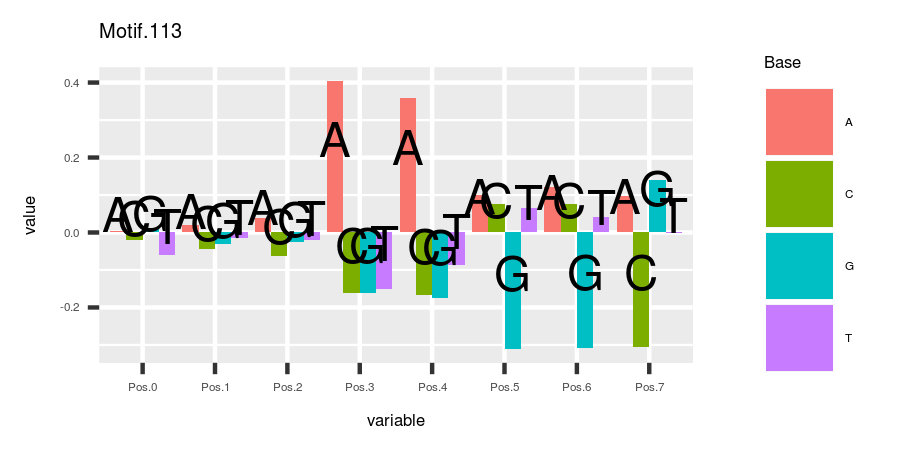 Motif.113
value
0.4
0.2
0.0
-0.2
A C G T A C G T A C G T A C G T A C G T A C G T A C G T A C G T
Pos.0 Pos.1 Pos.2 Pos.3 Pos.4 Pos.5 Pos.6 Pos.7
variable
Base
A
C
G
T